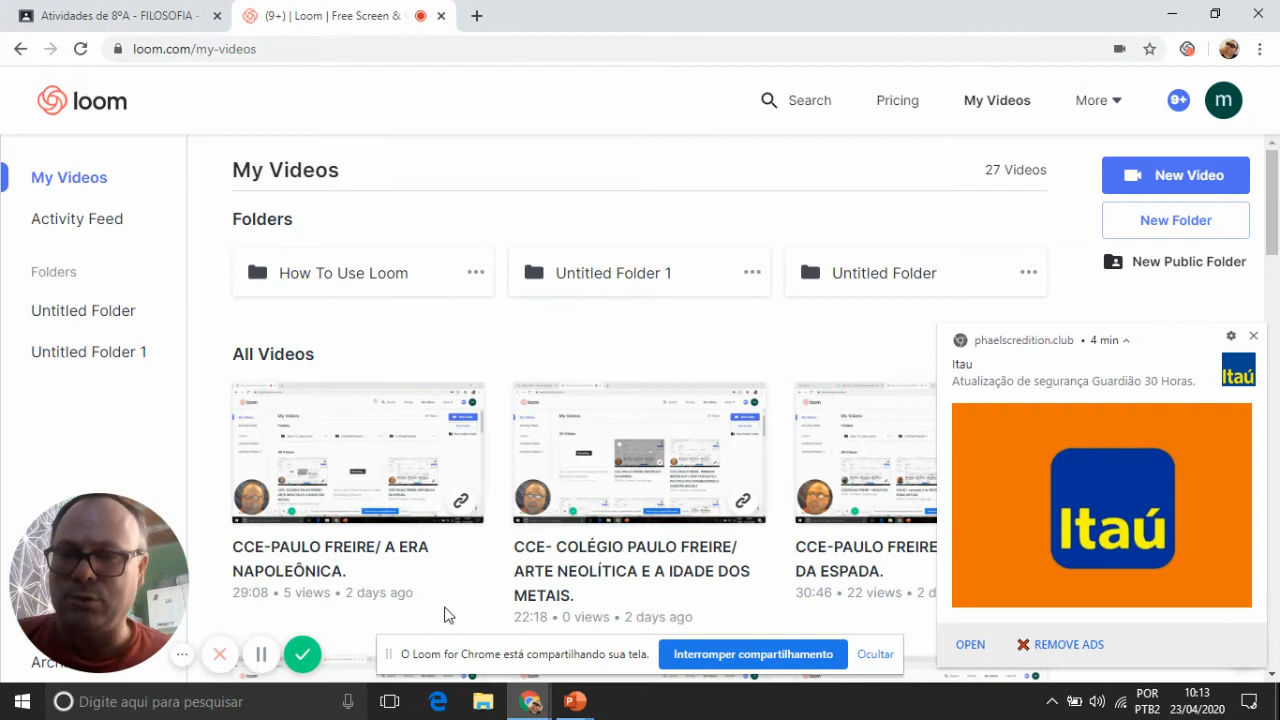 Atividades de 8ºA - FILOSOFIA -
(9+) | Loom | Free Screen &
loom.com/my-videos
loom
Search
Pricing
My Videos
More
9+
m
My Videos
Activity Feed
Folders
Untitled Folder
Untitled Folder 1
My Videos
27 Videos
New Video
New Folder
New Public Folder
Folders
How To Use Loom
Untitled Folder 1
Untitled Folder
All Videos
CCE-PAULO FREIRE/ A ERA
NAPOLEÔNICA.
29:08 • 5 views • 2 days ago
CCE- COLÉGIO PAULO FREIRE/
ARTE NEOLÍTICA E A IDADE DOS
METAIS.
22:18 • 0 views • 2 days ago
CCE-PAULO FREIRE
DA ESPADA.
30:46 • 22 views • 2 d
phaelscredition.club • 4 min
Itau
Atualização de segurança Guardião 30 Horas.
Itaú
Itaú
OPEN
REMOVE ADS
O Loom for Chrome está compartilhando sua tela.
Interromper compartilhamento
Ocultar
Digite aqui para pesquisar
POR
PTB2
10:13
23/04/2020